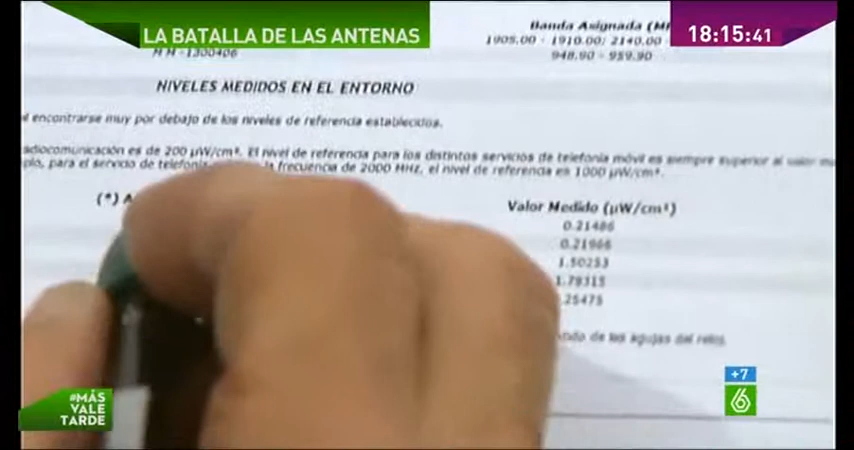 LA BATALLA DE LAS ANTENAS
18:15:41
Banda Asignada
1905.00 - 1910.00; 2140.00 -
948.90 - 959.90
MM -1300406
NIVELES MEDIDOS EN EL ENTORNO
encontrarse muy por debajo de los niveles de referencia establecidos.
adiocomunicación es de 200 µW/cm². El nivel de referencia para los distintos servicios de telefonía móvil es siempre superior al valor
para el servicio de telefonía la frecuencia de 2000 MHZ, el nivel de referencia es 1000 µW/cm².
(*) A
Valor Medido (µW/cm²)
0.21486
0.21966
1.50253
1.79315
.25475
de las agujas del reloj.
+7
6
#MÁS
VALE
TARDE